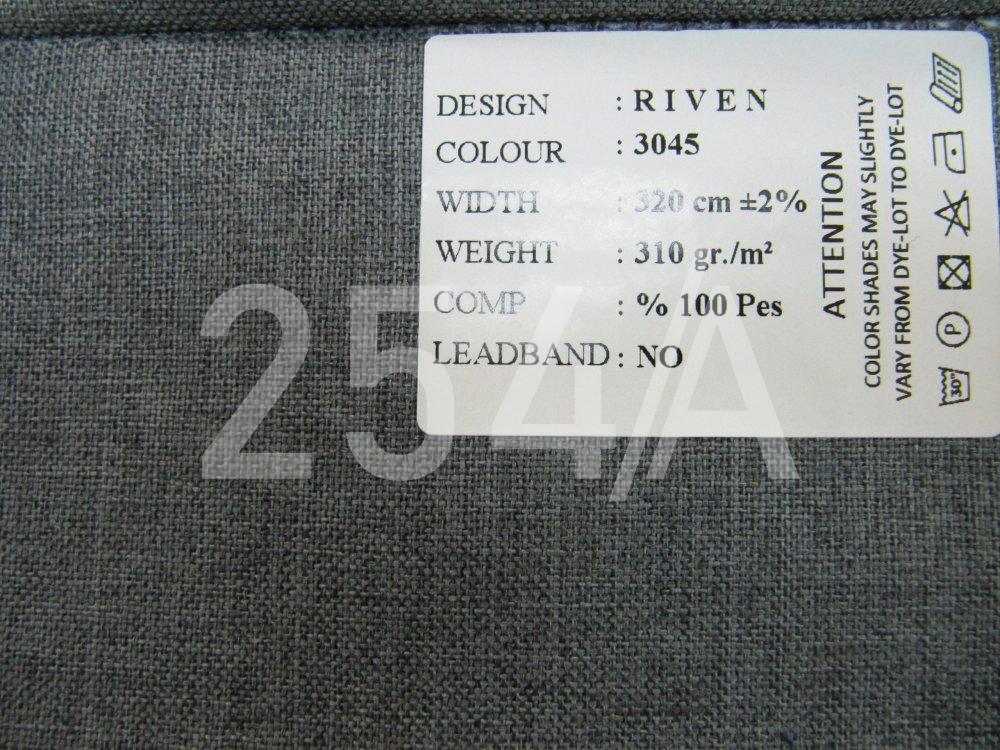 DESIGN : R I V E N
COLOUR : 3045
WIDTH : 320 cm ±2%
WEIGHT : 310 gr./m²
COMP : % 100 Pes
LEADBAND : NO
ATTENTION
COLOR SHADES MAY SLIGHTLY
VARY FROM DYE-LOT TO DYE-LOT
P
30°
254/A